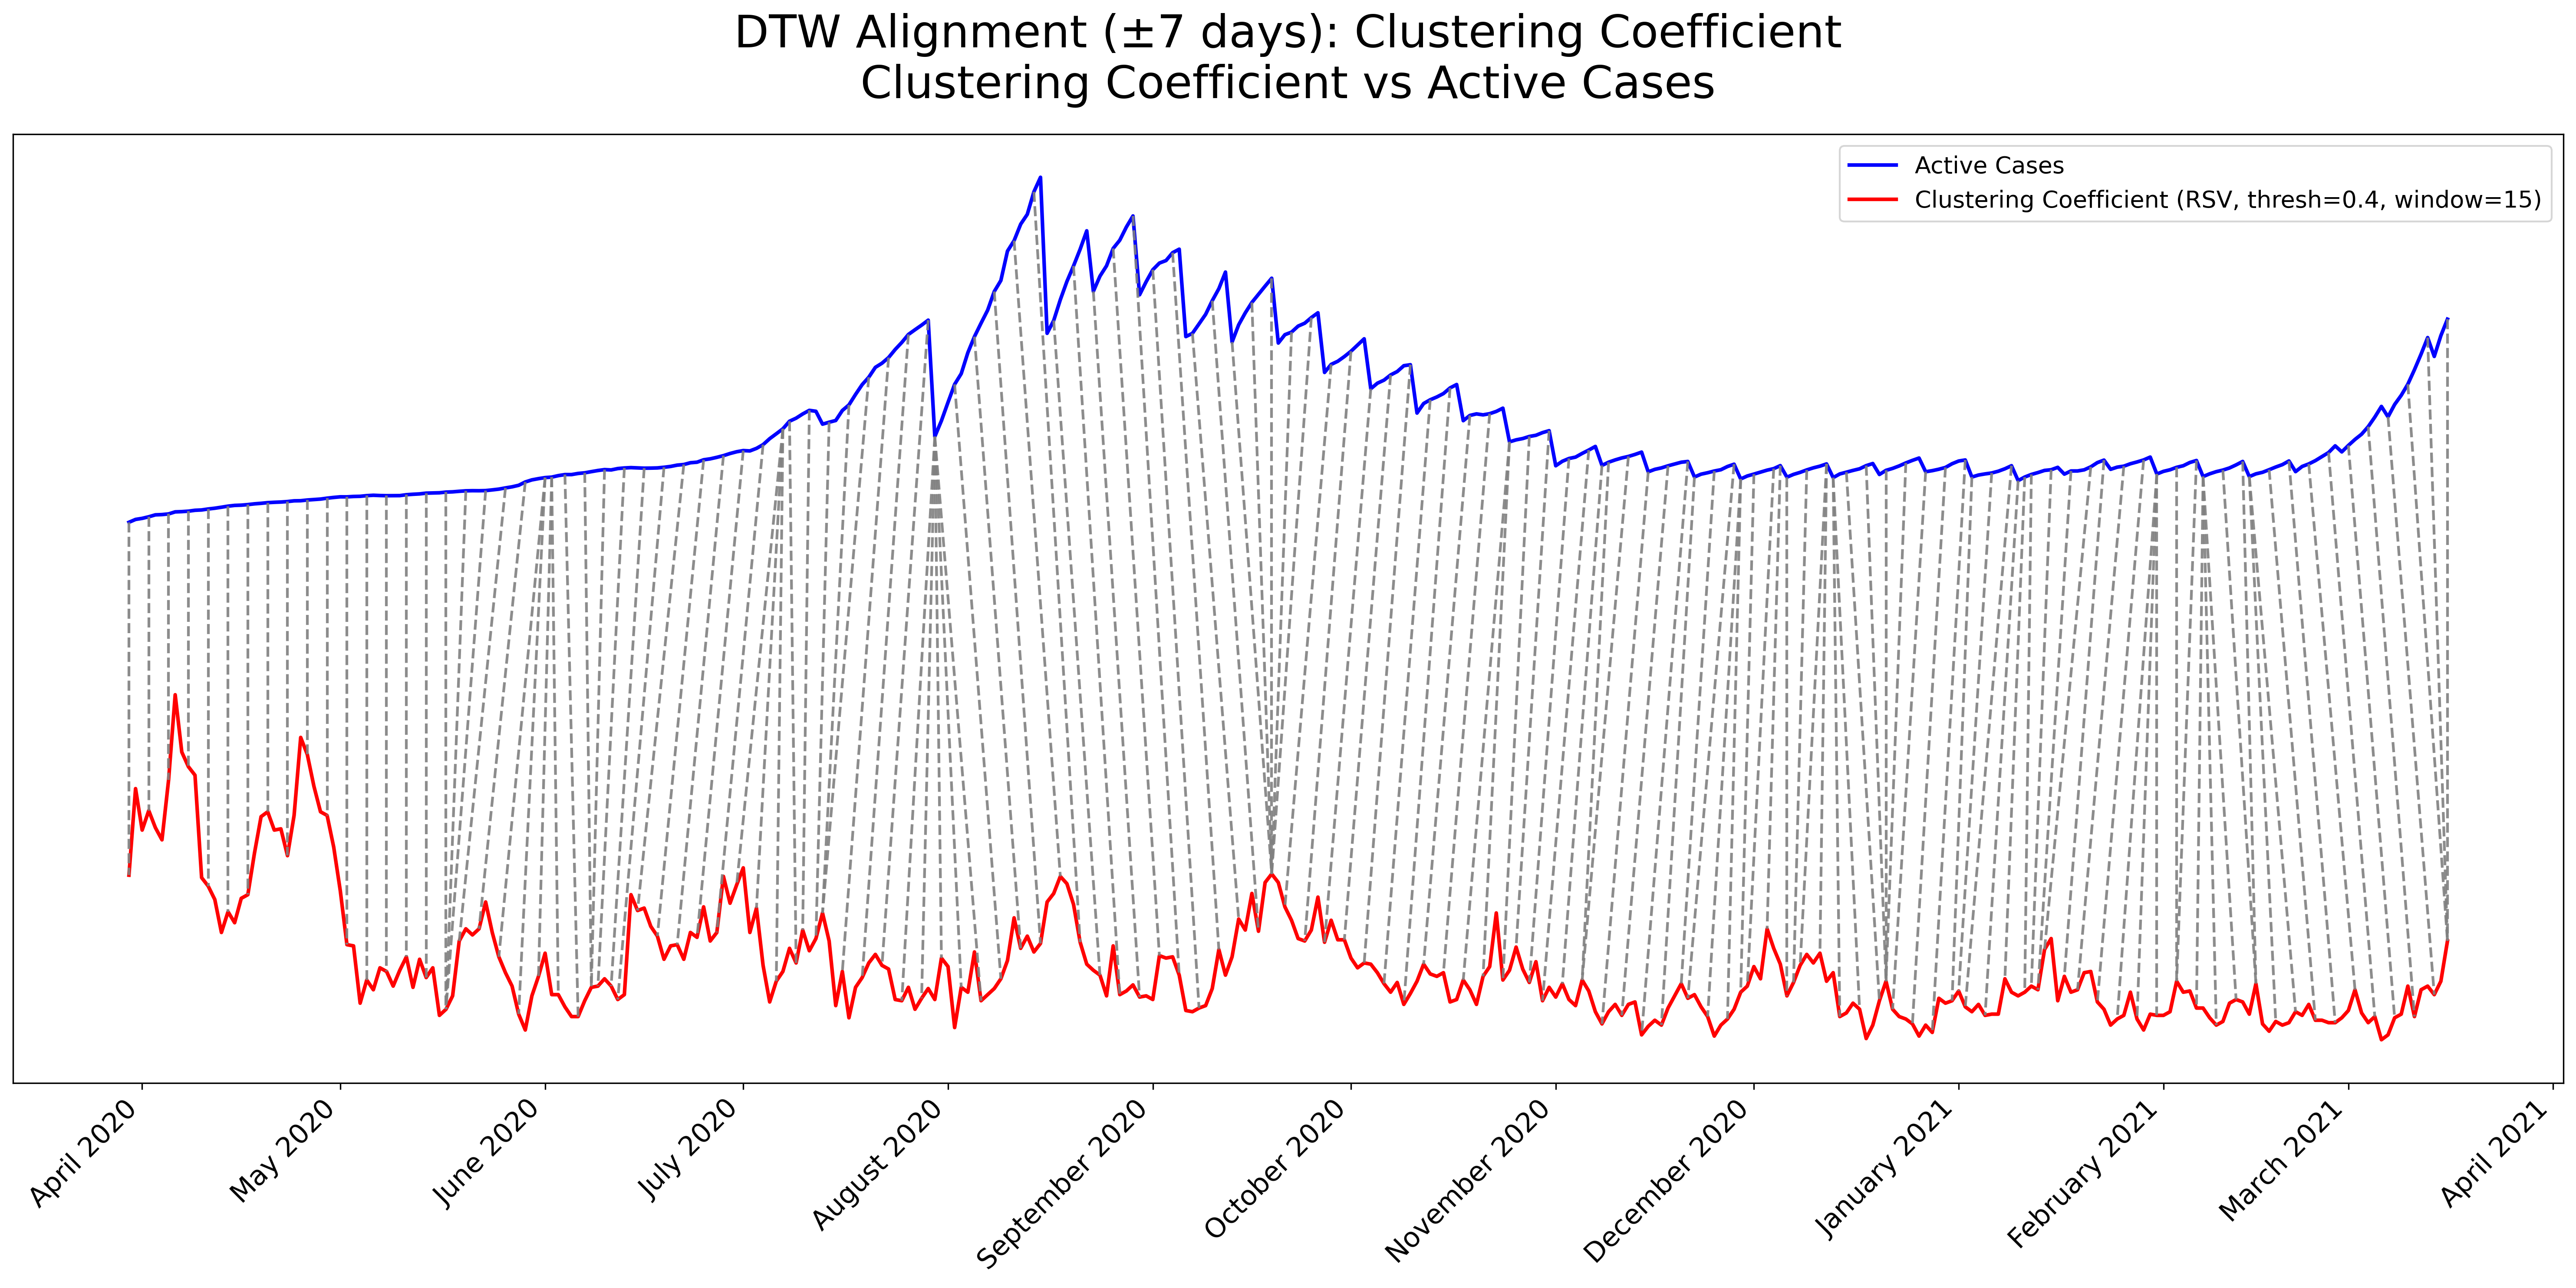 DTW Alignment (±7 days): Clustering Coefficient
Clustering Coefficient vs Active Cases
Active Cases
Clustering Coefficient (RSV, thresh=0.4, window=15)
April 2020
May 2020
June 2020
July 2020
August 2020
September 2020
October 2020
November 2020
December 2020
January 2021
February 2021
March 2021
April 2021